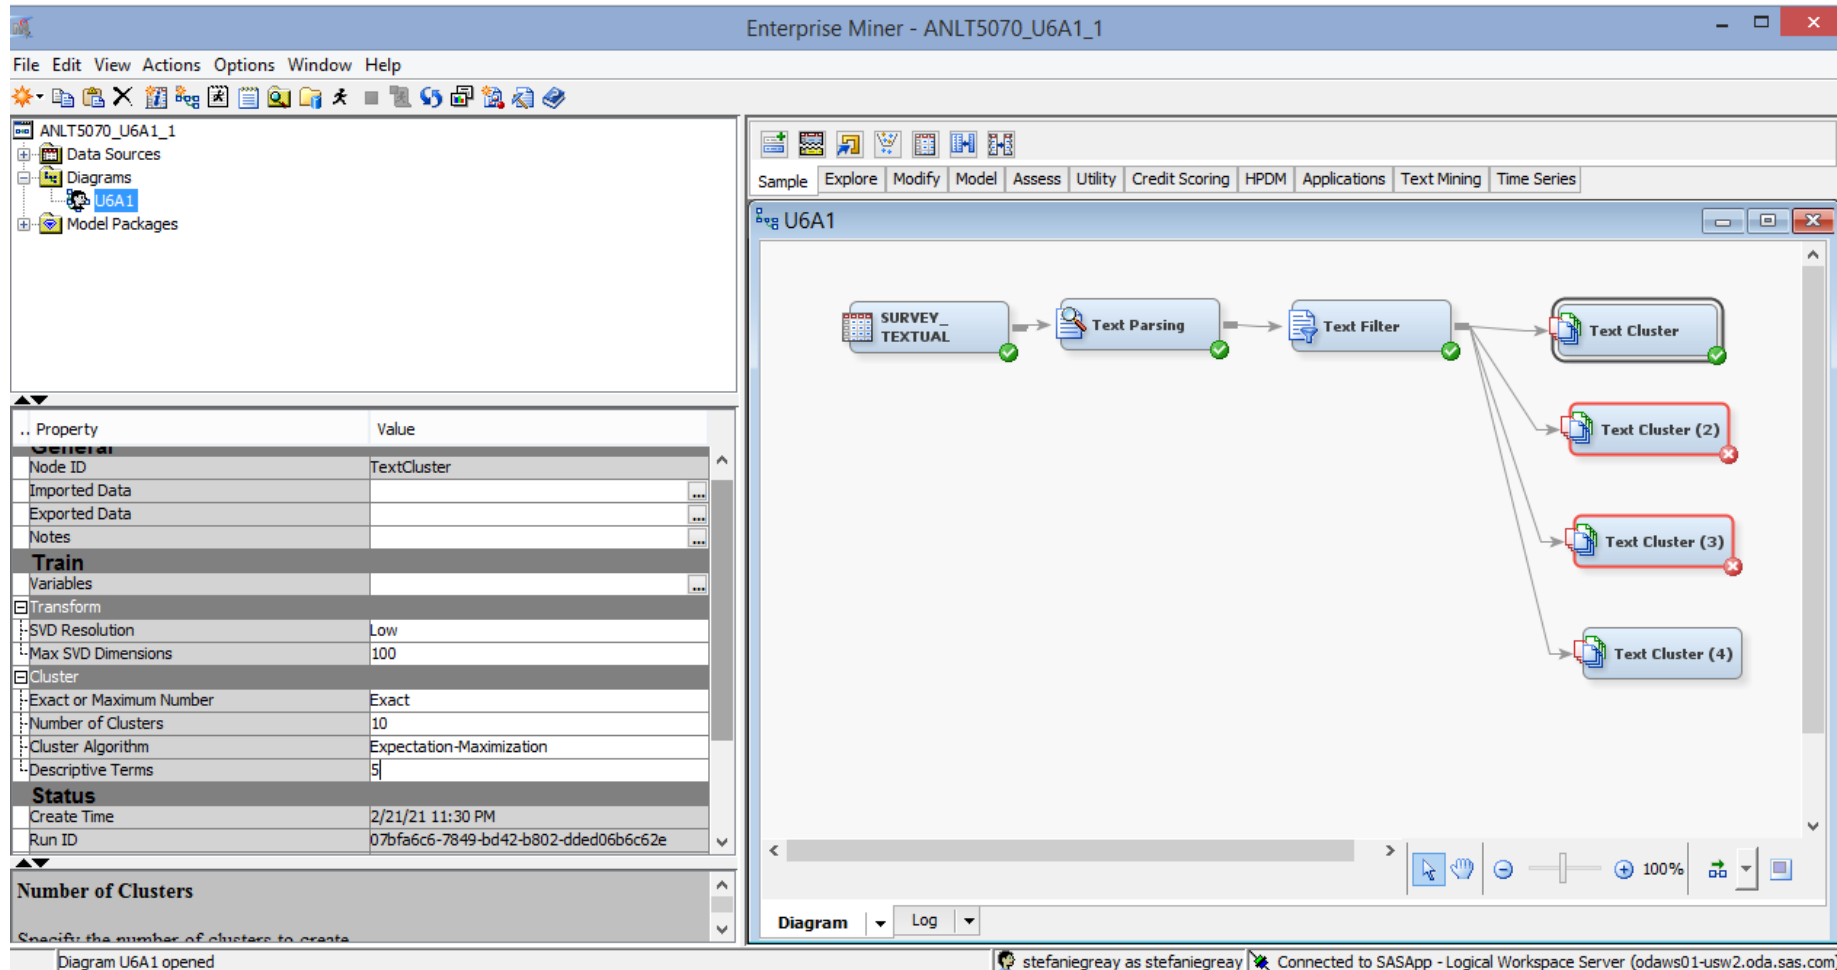 Enterprise Miner - ANLT5070_U6A1_1
File Edit View Actions Options Window Help
ANLT5070_U6A1_1
Data Sources
Diagrams
U6A1
Model Packages
Sample Explore Modify Model Assess Utility Credit Scoring HPDM Applications Text Mining Time Series
U6A1
SURVEY_
TEXTUAL
Text Parsing
Text Filter
Text Cluster
Text Cluster (2)
Text Cluster (3)
Text Cluster (4)
.. Property Value
General
Node ID TextCluster
Imported Data ...
Exported Data ...
Notes ...
Train
Variables ...
Transform
SVD Resolution Low
Max SVD Dimensions 100
Cluster
Exact or Maximum Number Exact
Number of Clusters 10
Cluster Algorithm Expectation-Maximization
Descriptive Terms 5
Status
Create Time 2/21/21 11:30 PM
Run ID 07bfa6c6-7849-bd42-b802-dded06b6c62e
Number of Clusters
Specify the number of clusters to create
100%
Diagram Log
Diagram U6A1 opened
stefaniegreay as stefaniegreay Connected to SASApp - Logical Workspace Server (odaws01-usw2.oda.sas.com